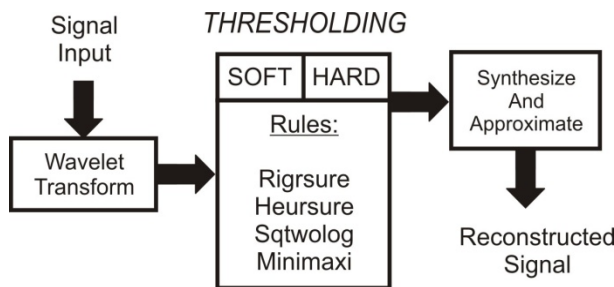 Signal
Input
Wavelet
Transform
THRESHOLDING
SOFT HARD
Rules:
Rigrsure
Heursure
Sqtwolog
Minimaxi
Synthesize
And
Approximate
Reconstructed
Signal